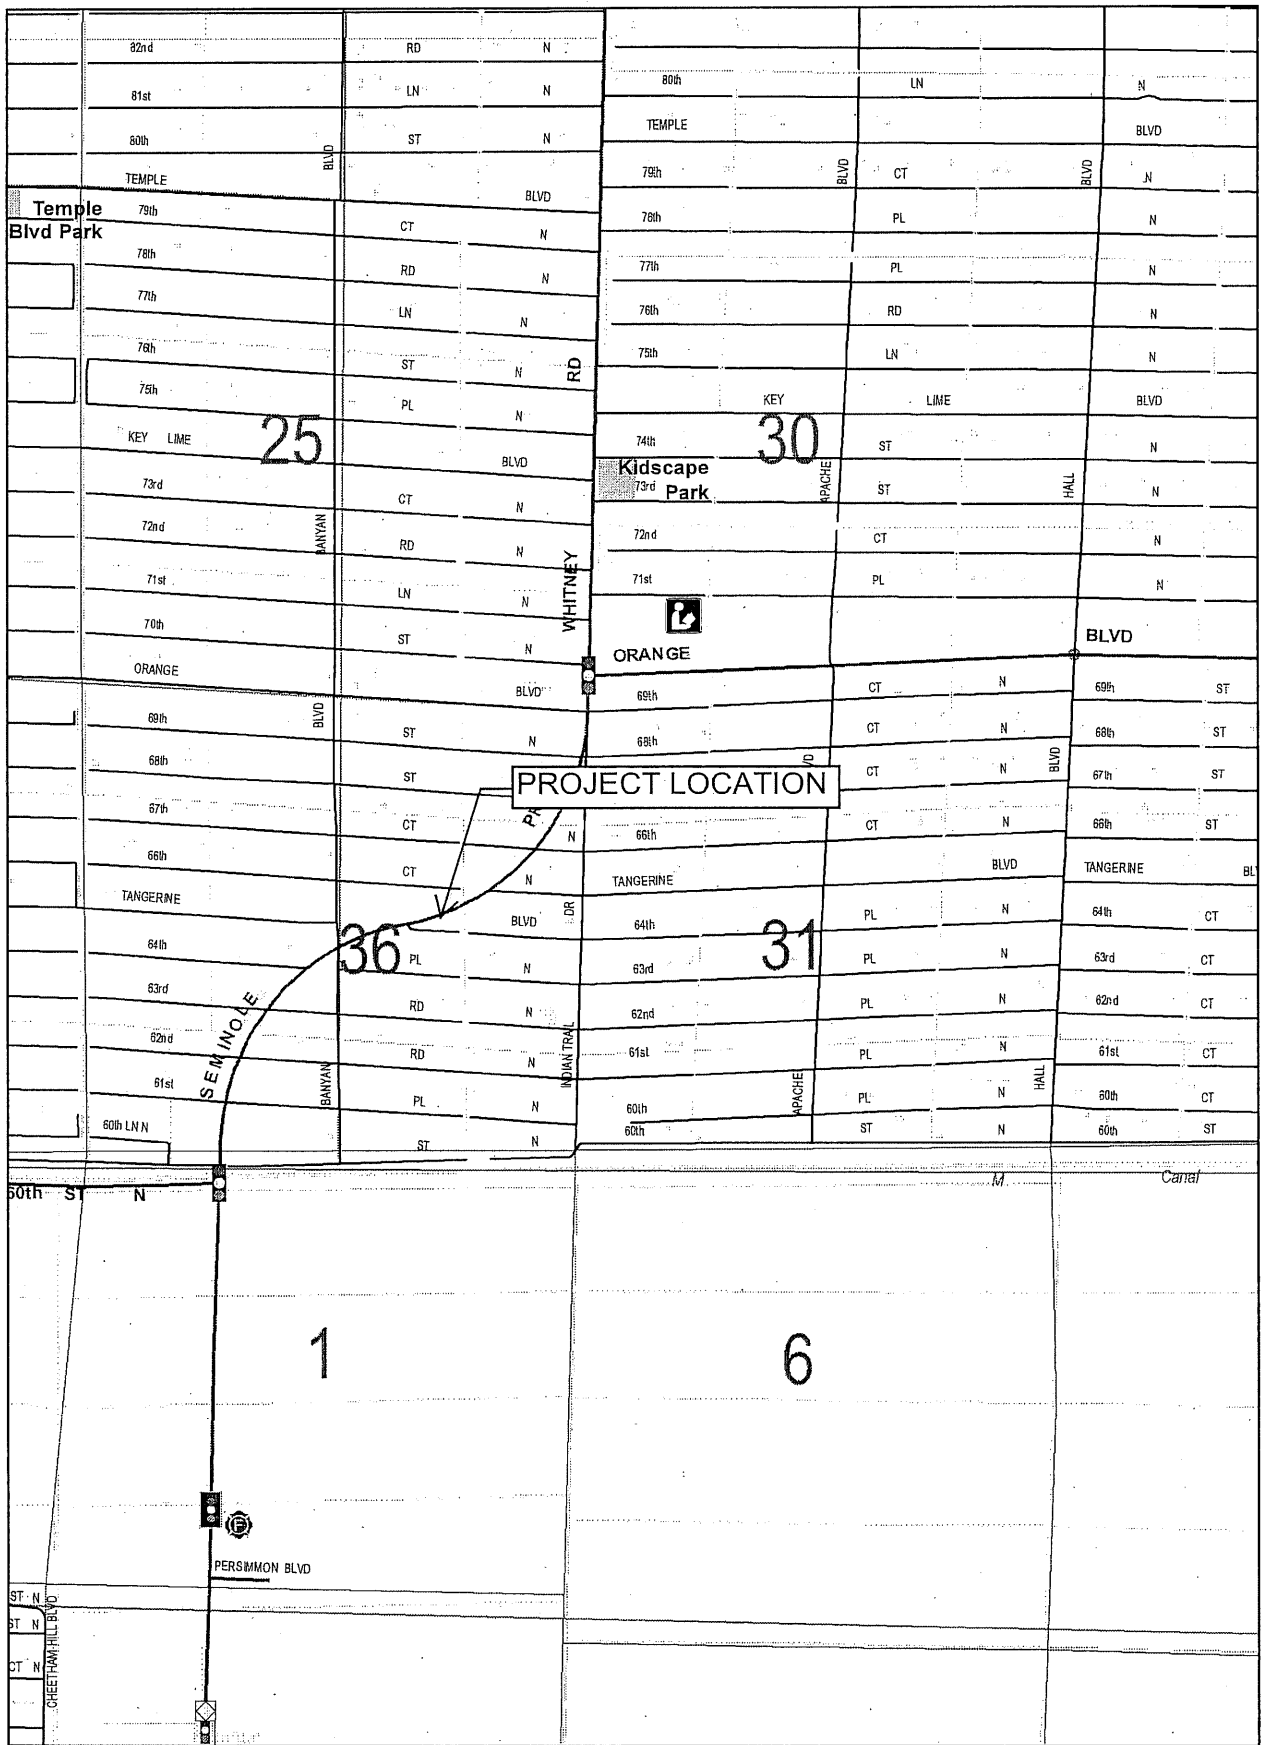 82nd RD N
81st LN N
80th LN N
80th ST N
TEMPLE BLVD
BLVD
TEMPLE BLVD
79th CT N
BLVD
BLVD
Temple
Blvd Park
79th CT N
78th PL N
78th RD N
77th PL N
77th LN N
76th RD N
76th ST N
75th LN N
RD
75th PL N
KEY LIME BLVD
25
30
KEY LIME BLVD
74th ST N
Kidscape
Park
73rd ST N
APACHE
HALL
73rd CT N
72nd CT N
BANYAN
72nd RD N
WHITNEY
71st PL N
71st LN N
70th ST N
ORANGE BLVD
ORANGE BLVD
69th CT N
69th ST
BLVD
69th ST N
68th CT N
68th ST
BLVD
68th ST
CT N
67th ST
PROJECT LOCATION
67th CT N
66th CT N
66th ST
66th CT N
TANGERINE BLVD
TANGERINE
TANGERINE BLVD
DR
64th PL N
64th CT
36
31
64th PL N
63rd PL N
63rd CT
63rd RD N
62nd PL N
62nd CT
SEMINOLE
62nd RD N
INDIAN TRAIL
61st PL N
61st CT
BANYAN
APACHE
HALL
61st PL N
60th PL N
60th CT
60th LN N
ST N
60th ST N
60th ST
60th ST N
M Canal
1
6
PERSIMMON BLVD
ST N
ST N
CT N
CHEETHAM-HILL BLVD